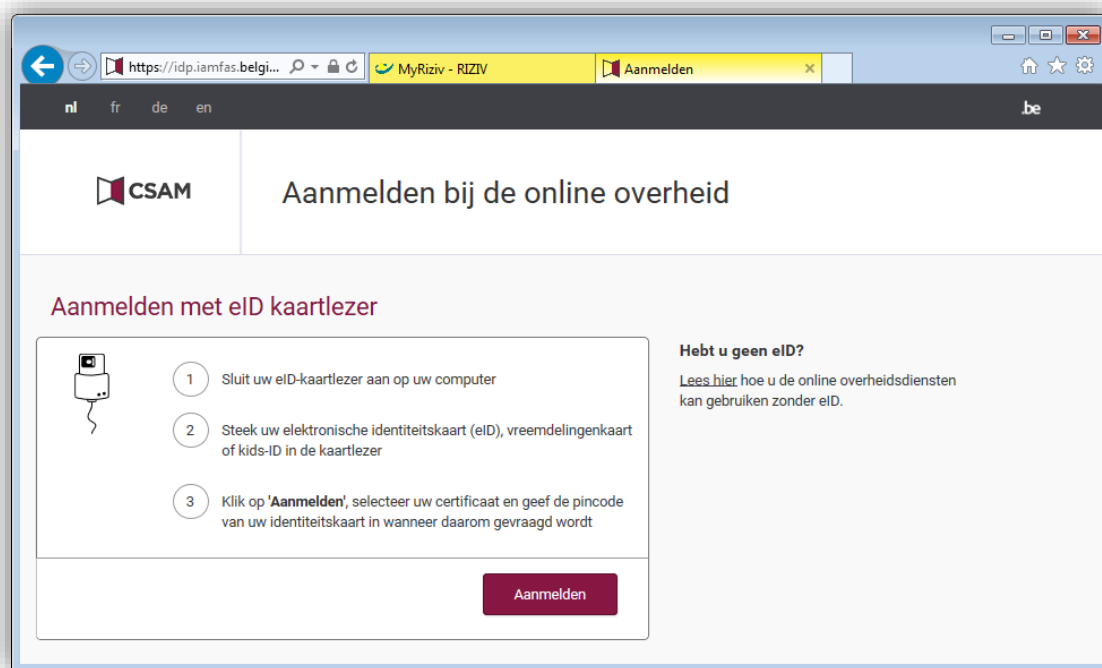 https://idp.iamfas.belgi...
MyRiziv - RIZIV
Aanmelden
nl fr de en
.be
CSAM
Aanmelden bij de online overheid
Aanmelden met eID kaartlezer
1 Sluit uw eID-kaartlezer aan op uw computer
2 Steek uw elektronische identiteitskaart (eID), vreemdelingenkaart
of kids-ID in de kaartlezer
3 Klik op 'Aanmelden', selecteer uw certificaat en geef de pincode
van uw identiteitskaart in wanneer daarom gevraagd wordt
Aanmelden
Hebt u geen eID?
Lees hier hoe u de online overheidsdiensten
kan gebruiken zonder eID.